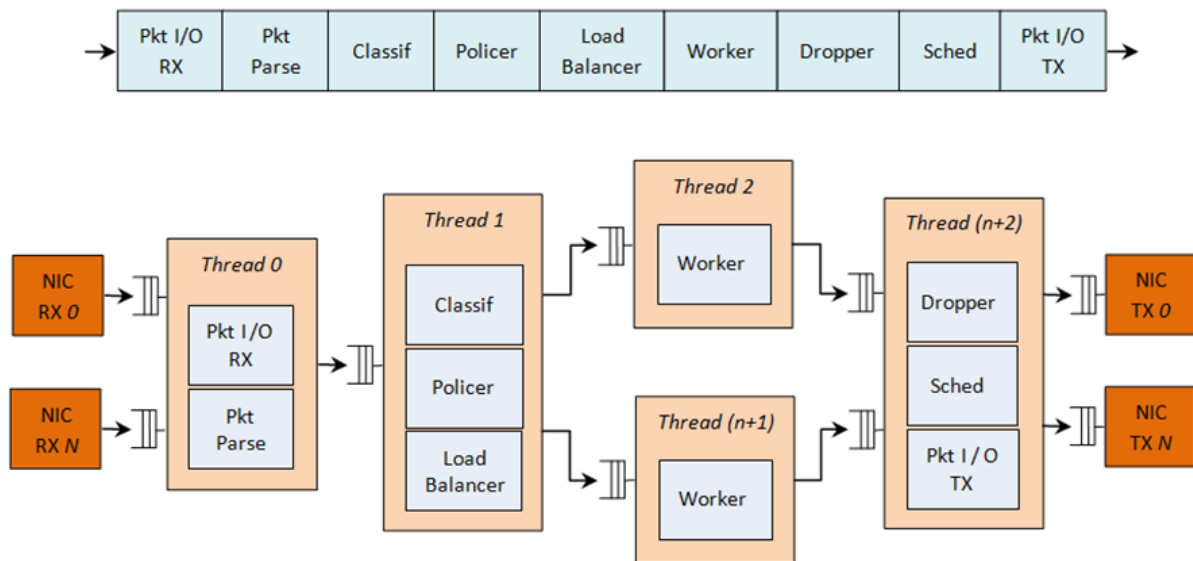 Pkt I/O
RX
Pkt
Parse
Classif
Policer
Load
Balancer
Worker
Dropper
Sched
Pkt I/O
TX
NIC
RX 0
NIC
RX N
Thread 0
Pkt I/O
RX
Pkt
Parse
Thread 1
Classif
Policer
Load
Balancer
Thread 2
Worker
Thread (n+1)
Worker
Thread (n+2)
Dropper
Sched
Pkt I / O
TX
NIC
TX 0
NIC
TX N